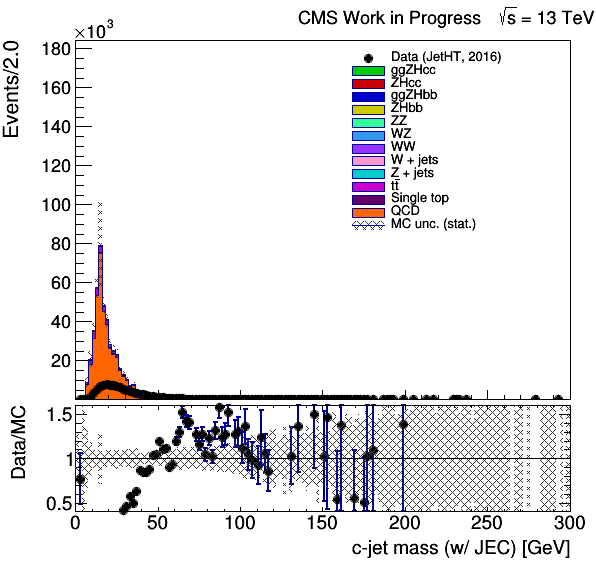 CMS Work in Progress √s = 13 TeV
×10³
Events/2.0
180
160
140
120
100
80
60
40
20
Data (JetHT, 2016)
ggZHcc
ZHcc
ggZHbb
ZHbb
ZZ
WZ
WW
W + jets
Z + jets
tt̄
Single top
QCD
MC unc. (stat.)
Data/MC
1.5
1
0.5
0 50 100 150 200 250 300
c-jet mass (w/ JEC) [GeV]